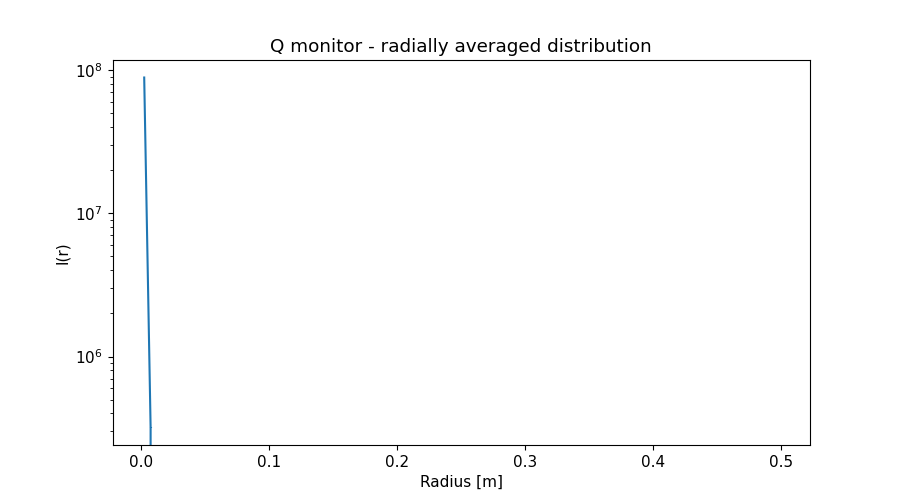 Q monitor - radially averaged distribution
10⁸
10⁷
10⁶
I(r)
0.0 0.1 0.2 0.3 0.4 0.5
Radius [m]